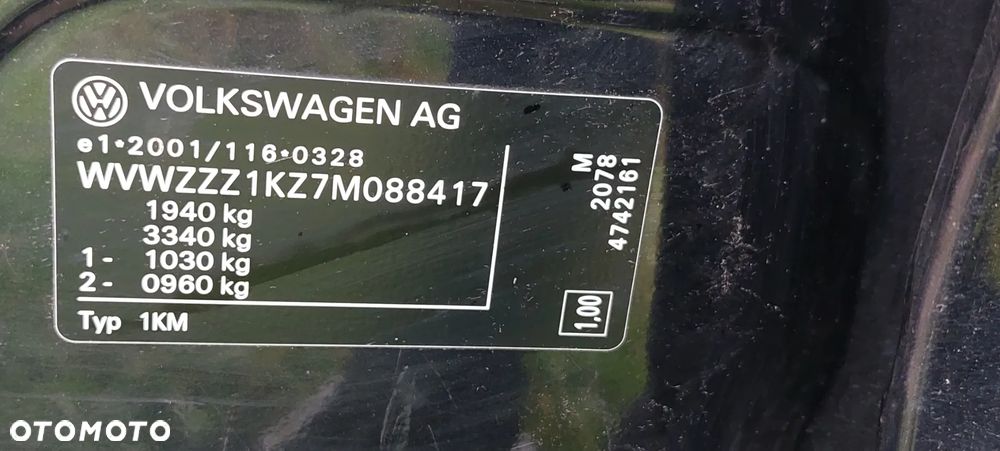 VOLKSWAGEN AG
e1*2001/116*0328
WVWZZZ1KZ7M088417
1940 kg
3340 kg
1- 1030 kg
2- 0960 kg
Typ 1KM
M
2078
4742161
1.00
OTOMOTO